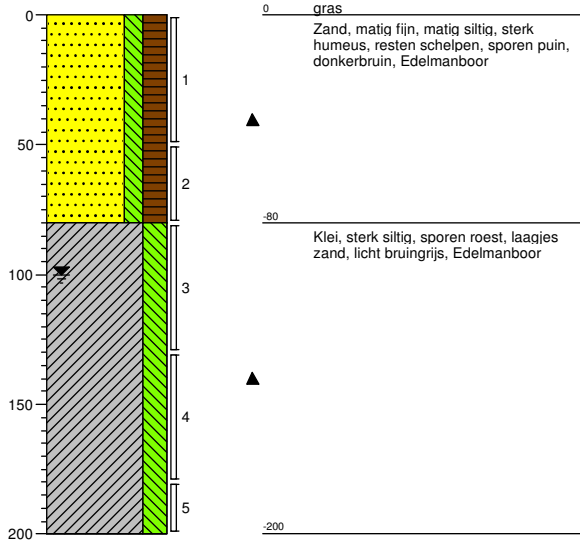 0
50
100
150
200
1
2
3
4
5
0
gras
Zand, matig fijn, matig siltig, sterk
humeus, resten schelpen, sporen puin,
donkerbruin, Edelmanboor
-80
Klei, sterk siltig, sporen roest, laagjes
zand, licht bruingrijs, Edelmanboor
-200